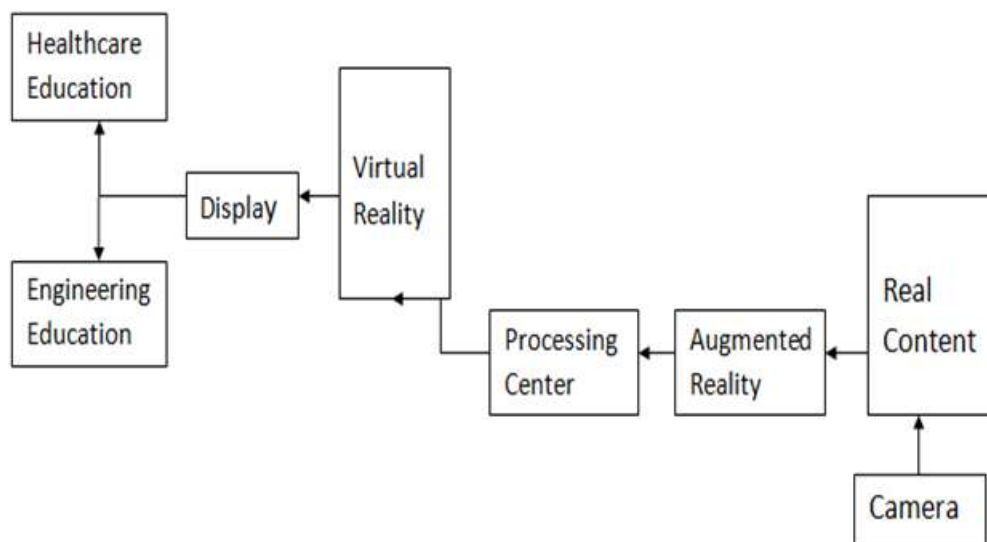 Healthcare
Education
Virtual
Reality
Display
Engineering
Education
Real
Content
Processing
Center
Augmented
Reality
Camera